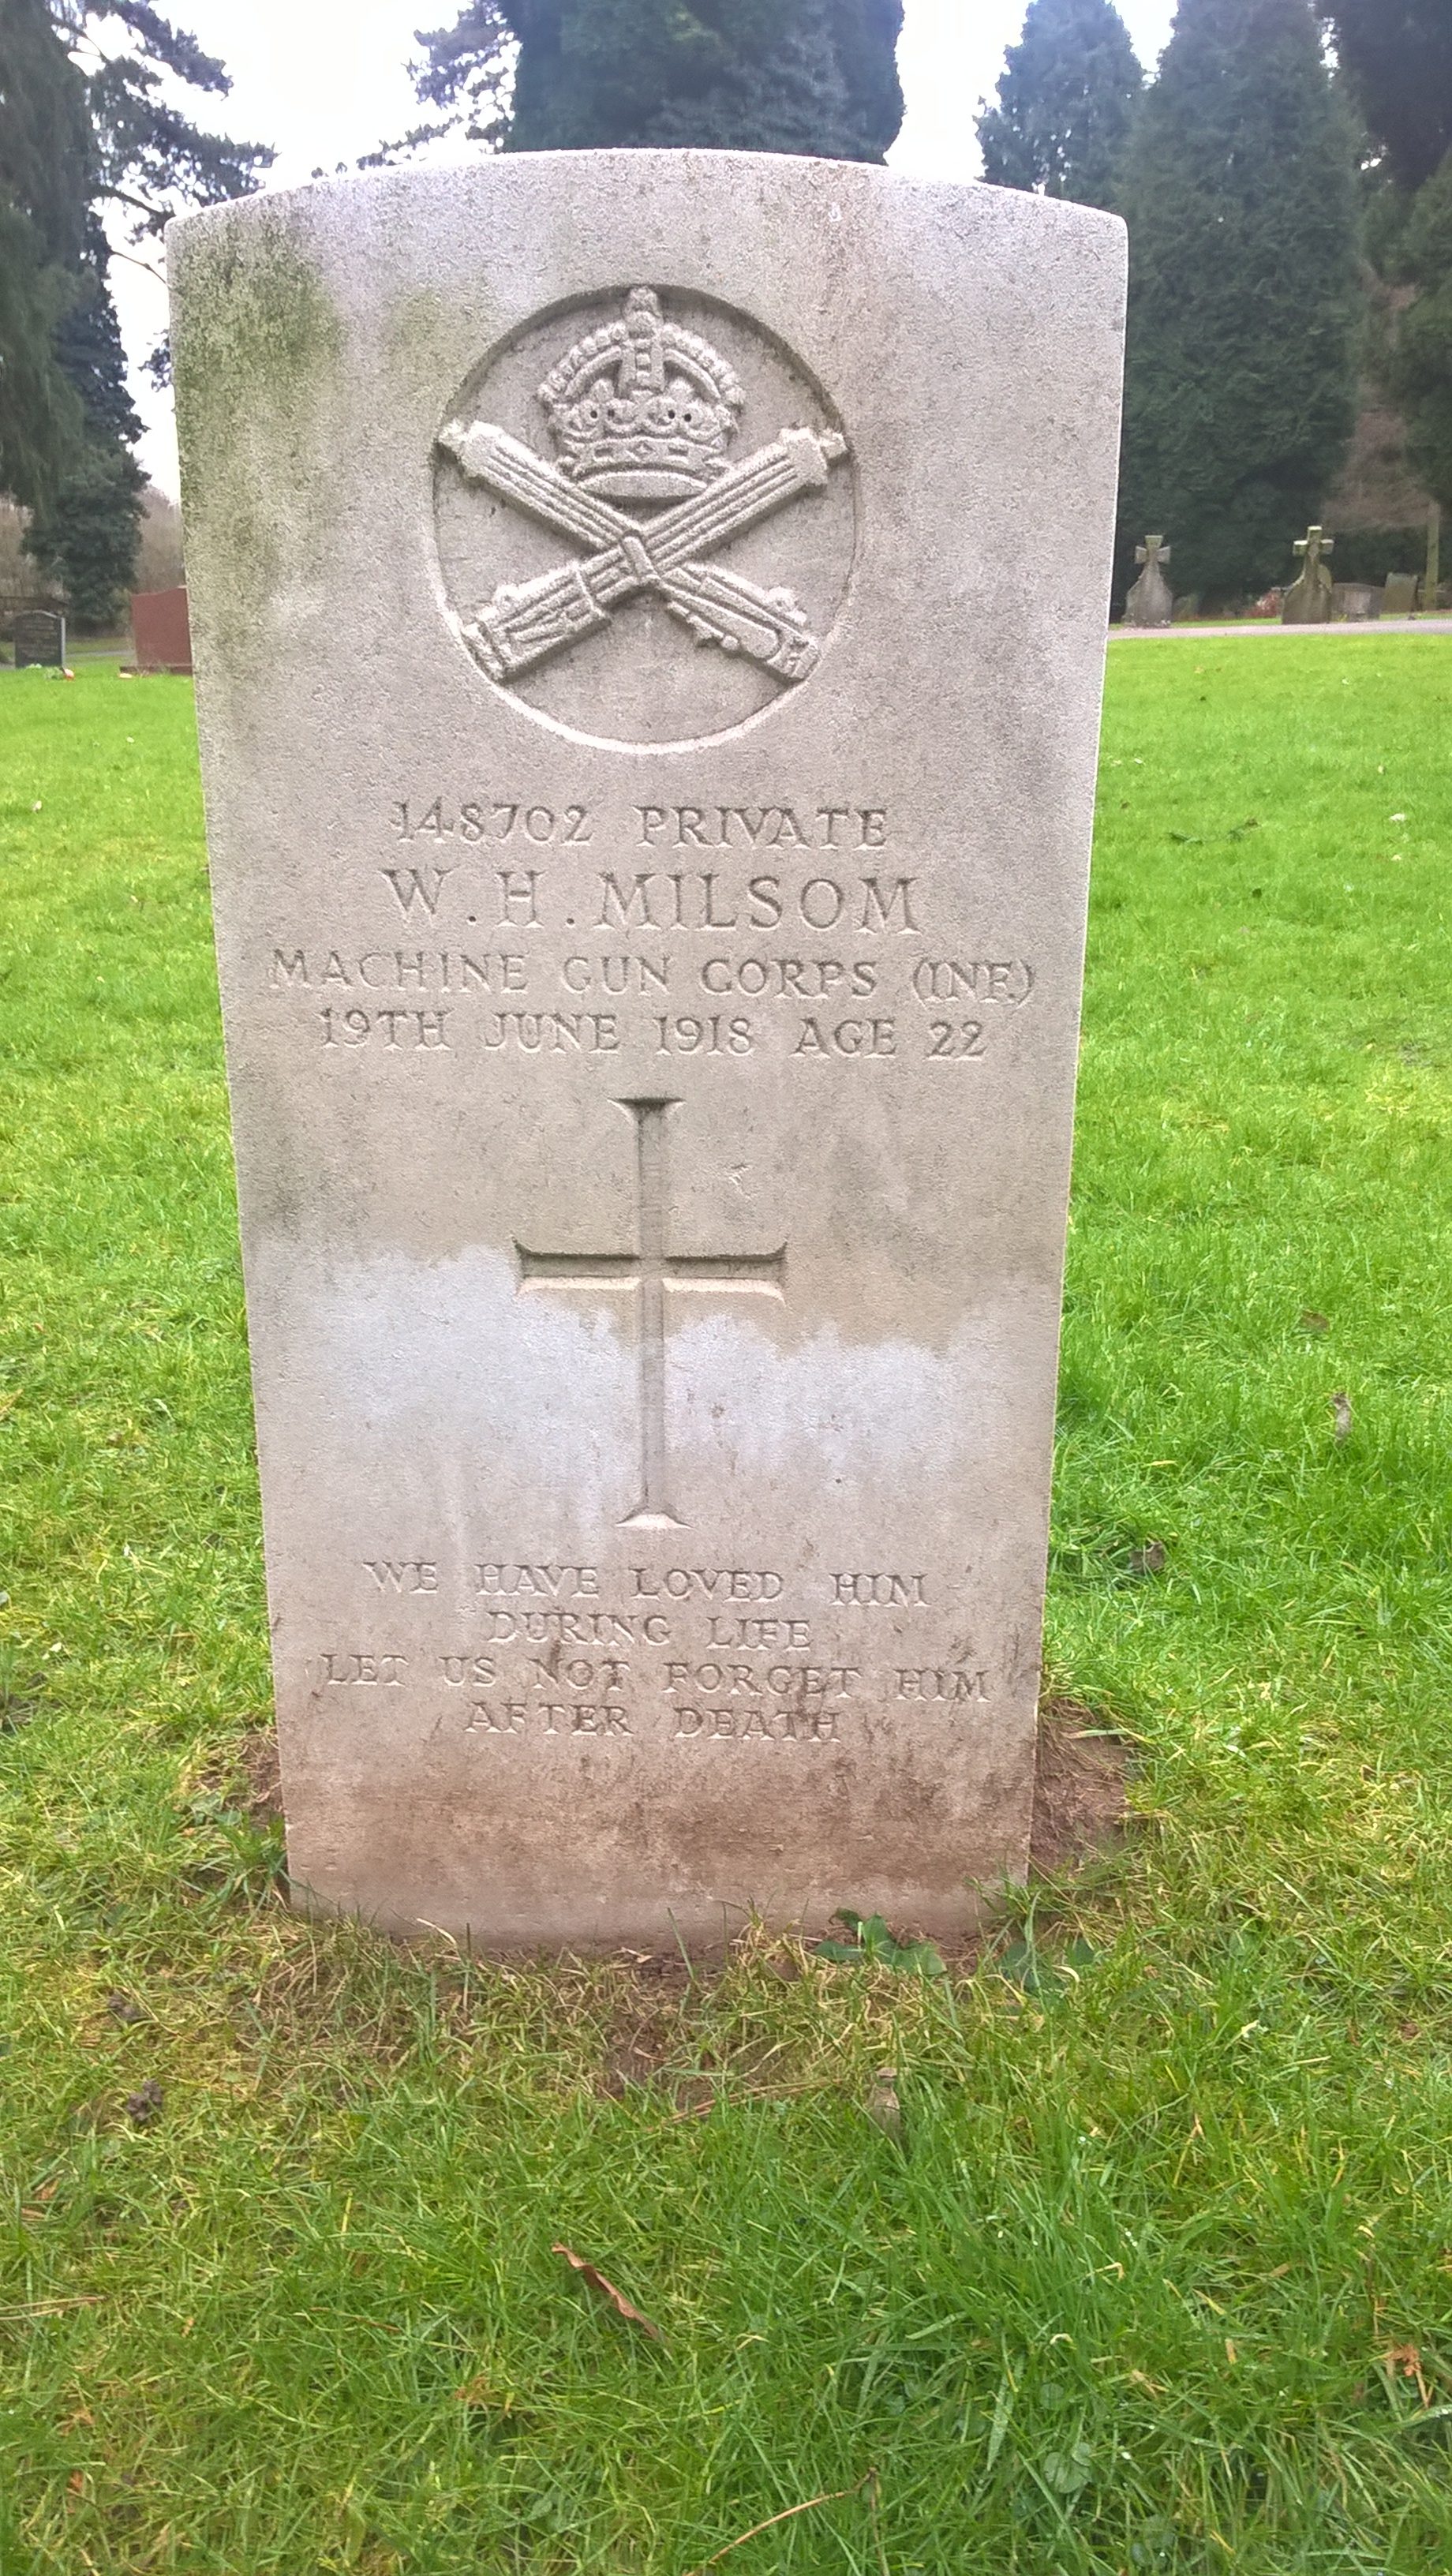 148702 PRIVATE
W. H. MILSOM
MACHINE GUN CORPS (INF.)
19TH JUNE 1918 AGE 22
WE HAVE LOVED HIM
DURING LIFE
LET US NOT FORGET HIM
AFTER DEATH